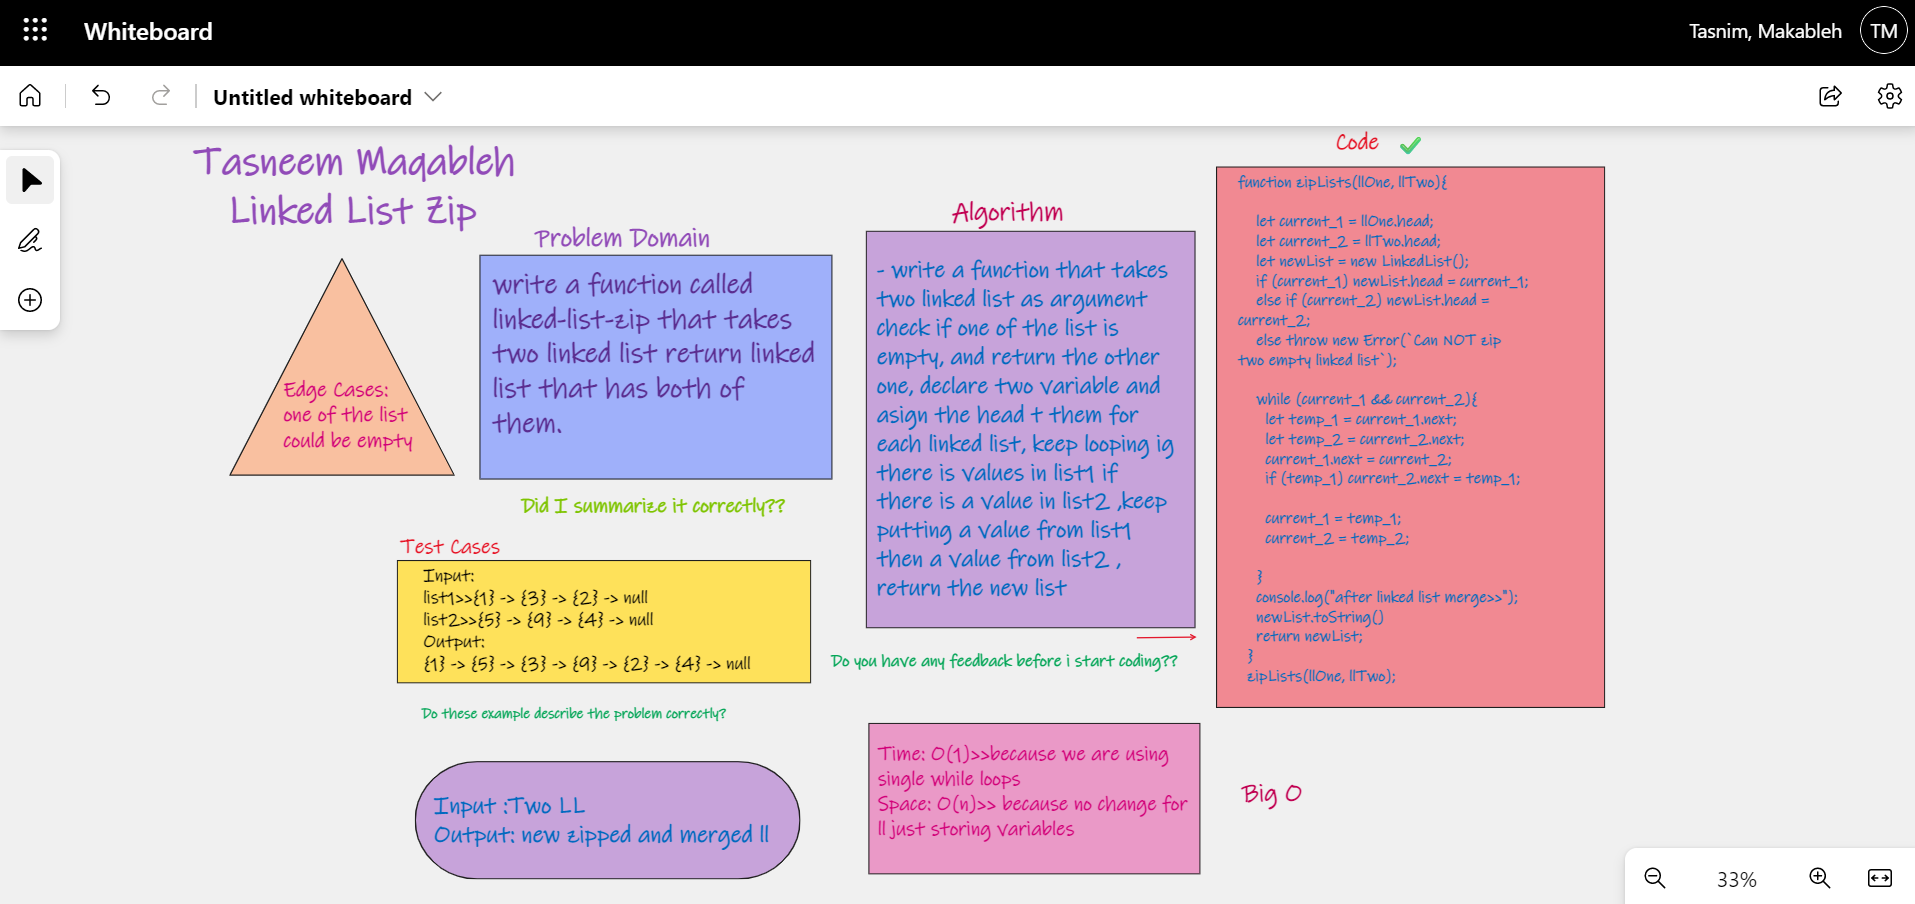 Whiteboard
Tasnim, Makableh
TM
Untitled whiteboard
Tasneem Maqableh
Linked List Zip
Edge Cases:
one of the list
could be empty
Problem Domain
write a function called
linked-list-zip that takes
two linked list return linked
list that has both of
them.
Did I summarize it correctly??
Test Cases
Input:
list1>>{1} -> {3} -> {2} -> null
list2>>{5} -> {9} -> {4} -> null
Output:
{1} -> {5} -> {3} -> {9} -> {2} -> {4} -> null
Do these example describe the problem correctly?
Input :Two LL
Output: new zipped and merged ll
Algorithm
- write a function that takes
two linked list as argument
check if one of the list is
empty, and return the other
one, declare two variable and
asign the head t them for
each linked list, keep looping ig
there is values in list1 if
there is a value in list2 ,keep
putting a value from list1
then a value from list2 ,
return the new list
Do you have any feedback before i start coding??
Time: O(1)>>because we are using
single while loops
Space: O(n)>> because no change for
ll just storing variables
Big O
Code
function zipLists(llOne, llTwo){
let current_1 = llOne.head;
let current_2 = llTwo.head;
let newList = new LinkedList();
if (current_1) newList.head = current_1;
else if (current_2) newList.head =
current_2;
else throw new Error(`Can NOT zip
two empty linked list`);
while (current_1 && current_2){
let temp_1 = current_1.next;
let temp_2 = current_2.next;
current_1.next = current_2;
if (temp_1) current_2.next = temp_1;
current_1 = temp_1;
current_2 = temp_2;
}
console.log("after linked list merge>>");
newList.toString()
return newList;
}
zipLists(llOne, llTwo);
33%